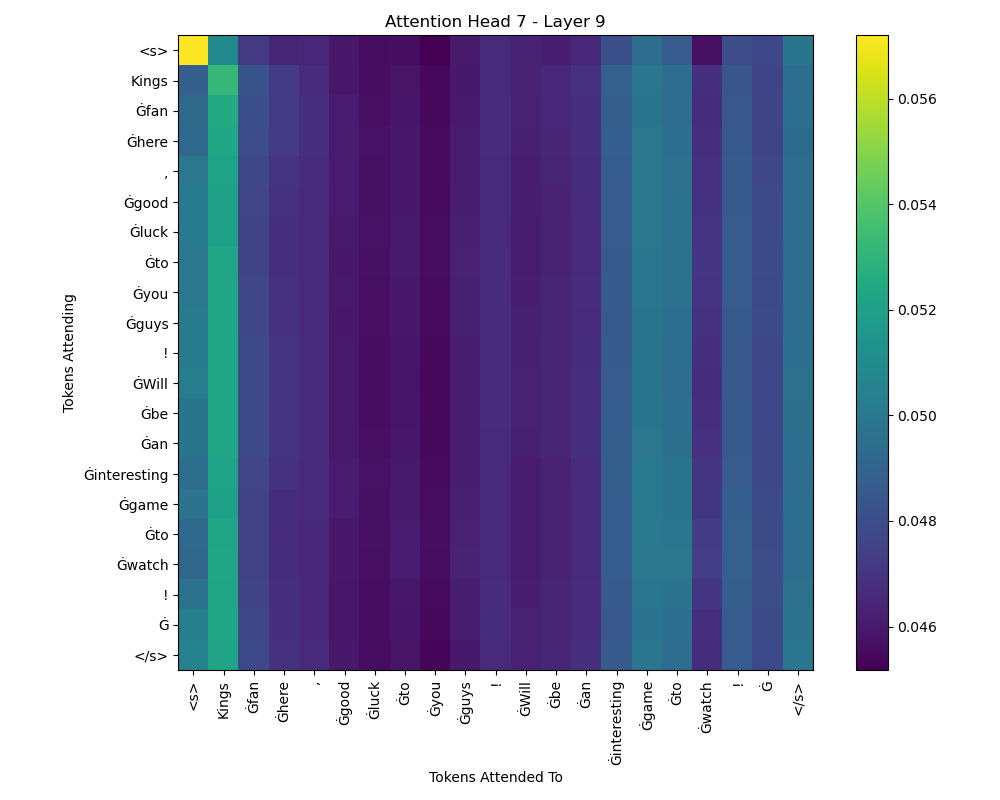 Attention Head 7 - Layer 9
Tokens Attending
<s>
Kings
Ġfan
Ġhere
,
Ġgood
Ġluck
Ġto
Ġyou
Ġguys
!
ĠWill
Ġbe
Ġan
Ġinteresting
Ġgame
Ġto
Ġwatch
!
Ġ
</s>
<s>
Kings
Ġfan
Ġhere
,
Ġgood
Ġluck
Ġto
Ġyou
Ġguys
!
ĠWill
Ġbe
Ġan
Ġinteresting
Ġgame
Ġto
Ġwatch
!
Ġ
</s>
Tokens Attended To
0.056
0.054
0.052
0.050
0.048
0.046